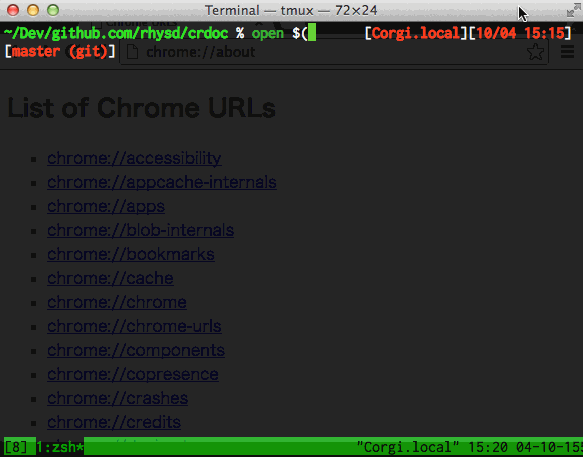 Terminal — tmux — 72×24
~/Dev/github.com/rhysd/crdoc % open $( [Corgi.local][10/04 15:15]
[master (git)] chrome://about
List of Chrome URLs
chrome://accessibility
chrome://appcache-internals
chrome://apps
chrome://blob-internals
chrome://bookmarks
chrome://cache
chrome://chrome
chrome://chrome-urls
chrome://components
chrome://copresence
chrome://crashes
chrome://credits
[8] 1:zsh* "Corgi.local" 15:20 04-10-15